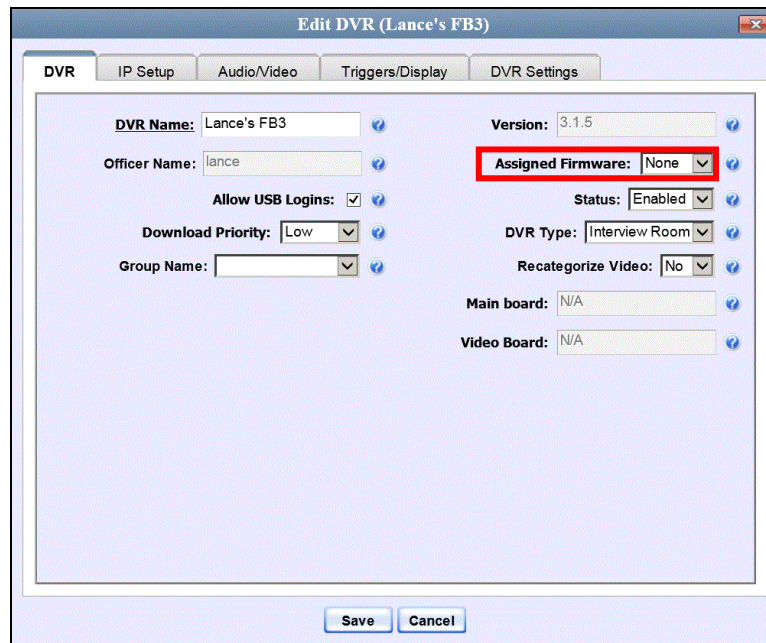 Edit DVR (Lance's FB3)
DVR IP Setup Audio/Video Triggers/Display DVR Settings
DVR Name: Lance's FB3 Version: 3.1.5
Officer Name: lance Assigned Firmware: None
Allow USB Logins: Status: Enabled
Download Priority: Low DVR Type: Interview Room
Group Name: Recategorize Video: No
Main board: N/A
Video Board: N/A
Save Cancel